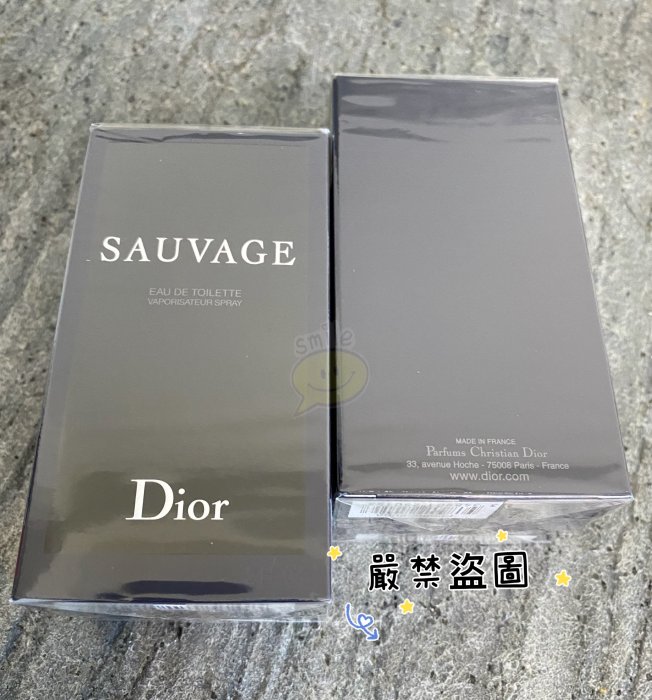 SAUVAGE
EAU DE TOILETTE
VAPORISATEUR SPRAY
Dior
smile
MADE IN FRANCE
Parfums Christian Dior
33, avenue Hoche - 75008 Paris - France
www.dior.com
嚴禁盜圖